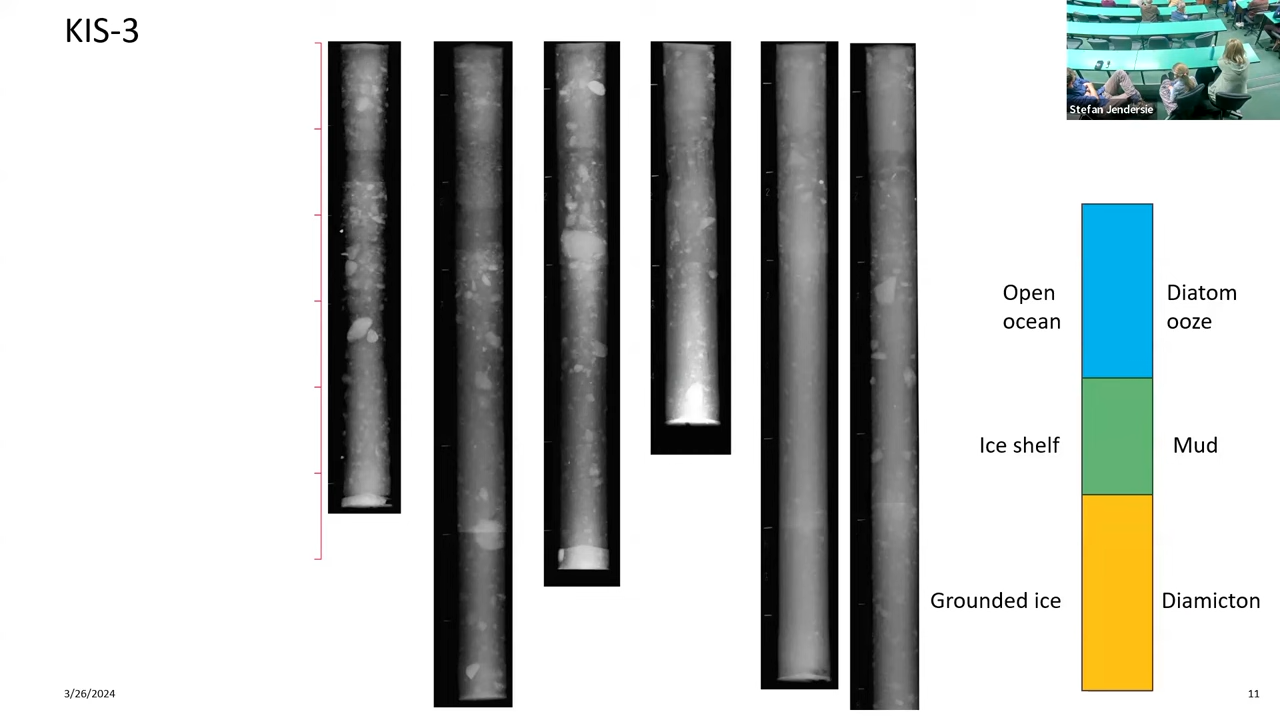 KIS-3
Stefan Jendersie
Open
ocean
Diatom
ooze
Ice shelf
Mud
Grounded ice
Diamicton
3/26/2024
11